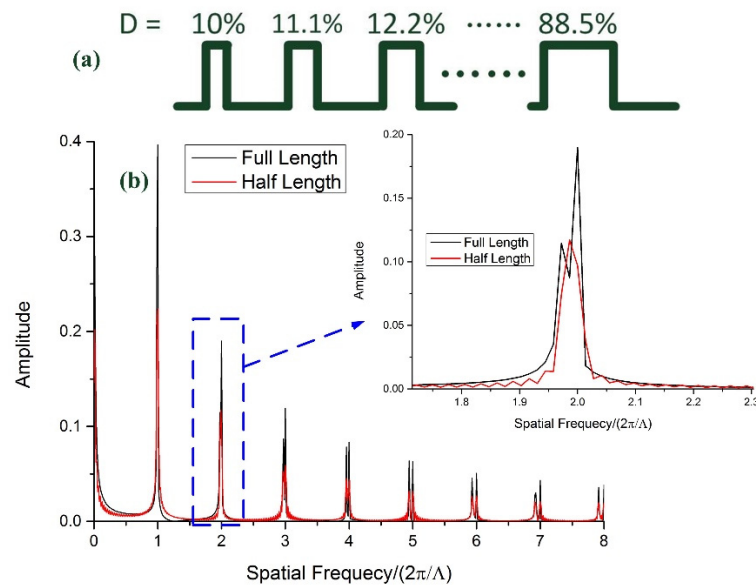 D = 10% 11.1% 12.2% ······ 88.5%
(a)
(b)
Full Length
Half Length
0.4
0.3
0.2
0.1
0.0
Amplitude
0 1 2 3 4 5 6 7 8
Spatial Frequecy/(2π/Λ)
0.20
0.15
0.10
0.05
0.00
Amplitude
Full Length
Half Length
1.8 1.9 2.0 2.1 2.2 2.3
Spatial Frequecy/(2π/Λ)